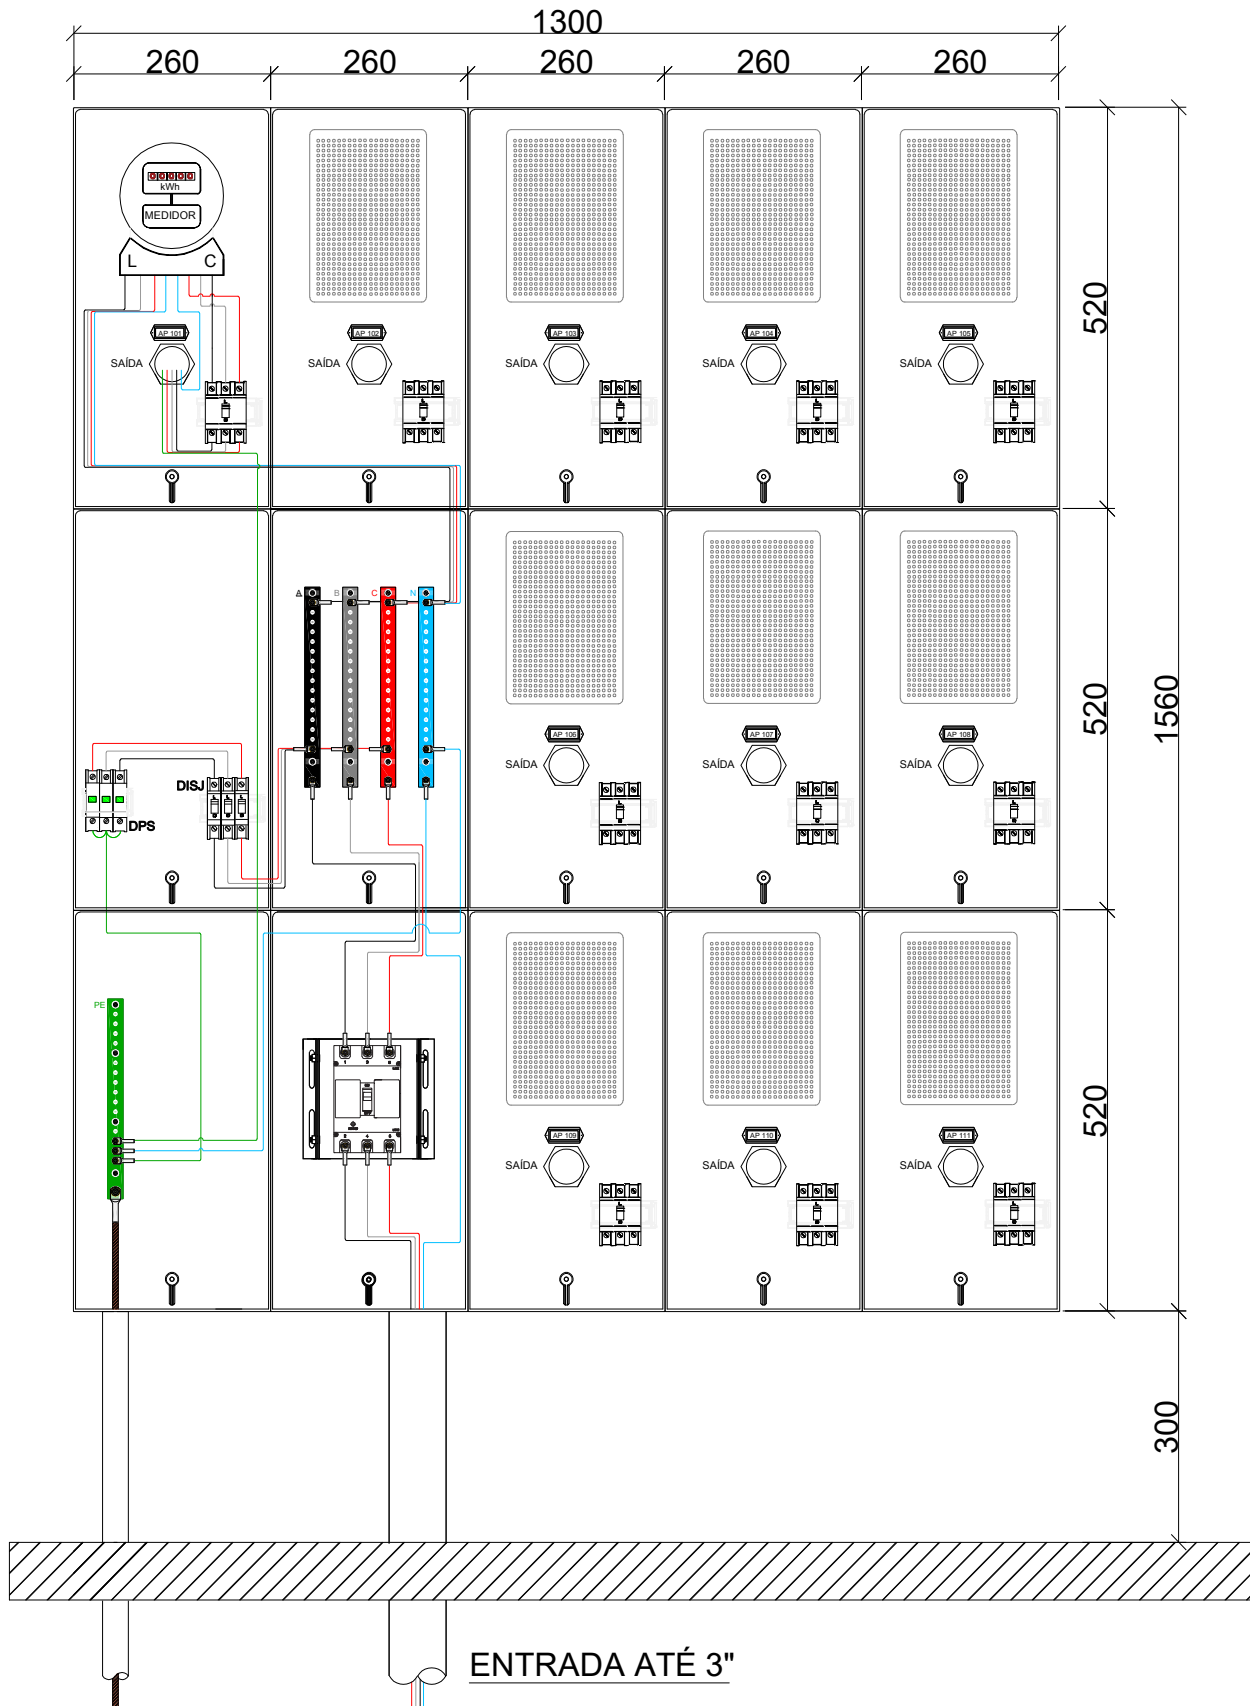 1300
260 260 260 260 260
kWh
MEDIDOR
L C
AP 101 AP 102 AP 103 AP 104 AP 105
SAÍDA SAÍDA SAÍDA SAÍDA SAÍDA
520
A B C N
AP 106 AP 107 AP 108
SAÍDA SAÍDA SAÍDA
520
1560
DISJ
DPS
PE
AP 109 AP 110 AP 111
SAÍDA SAÍDA SAÍDA
520
300
ENTRADA ATÉ 3"